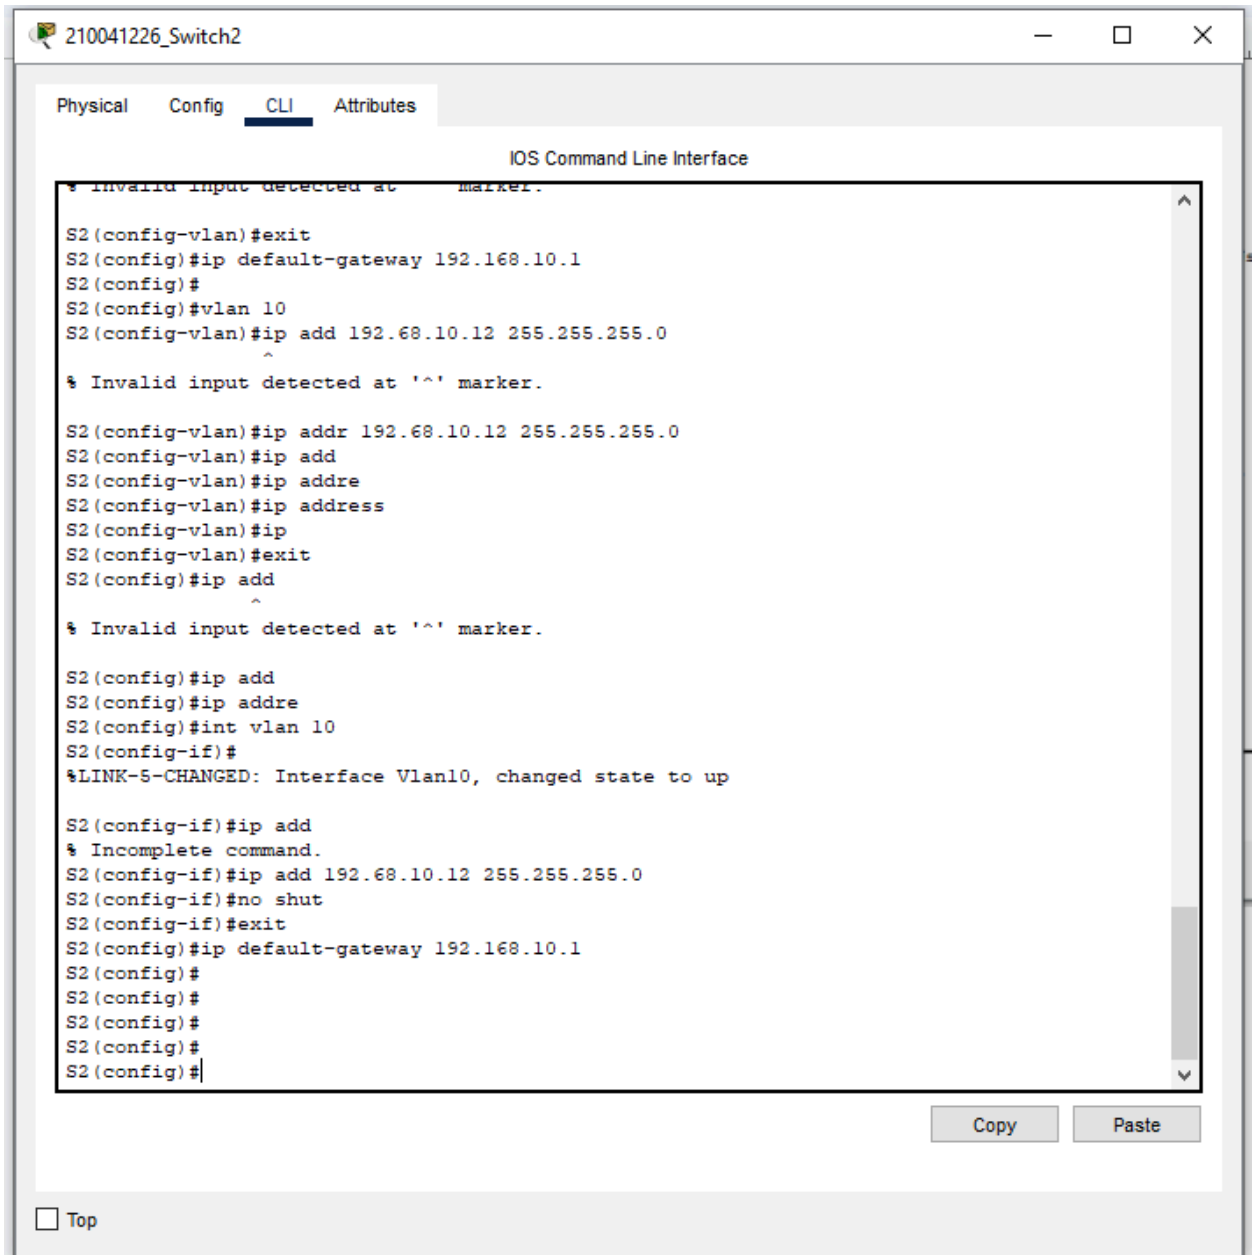 210041226_Switch2
Physical Config CLI Attributes
IOS Command Line Interface
% Invalid input detected at marker.
S2(config-vlan)#exit
S2(config)#ip default-gateway 192.168.10.1
S2(config)#
S2(config)#vlan 10
S2(config-vlan)#ip add 192.68.10.12 255.255.255.0
^
% Invalid input detected at '^' marker.
S2(config-vlan)#ip addr 192.68.10.12 255.255.255.0
S2(config-vlan)#ip add
S2(config-vlan)#ip addre
S2(config-vlan)#ip address
S2(config-vlan)#ip
S2(config-vlan)#exit
S2(config)#ip add
^
% Invalid input detected at '^' marker.
S2(config)#ip add
S2(config)#ip addre
S2(config)#int vlan 10
S2(config-if)#
%LINK-5-CHANGED: Interface Vlan10, changed state to up
S2(config-if)#ip add
% Incomplete command.
S2(config-if)#ip add 192.68.10.12 255.255.255.0
S2(config-if)#no shut
S2(config-if)#exit
S2(config)#ip default-gateway 192.168.10.1
S2(config)#
S2(config)#
S2(config)#
S2(config)#
S2(config)#
Copy Paste
Top